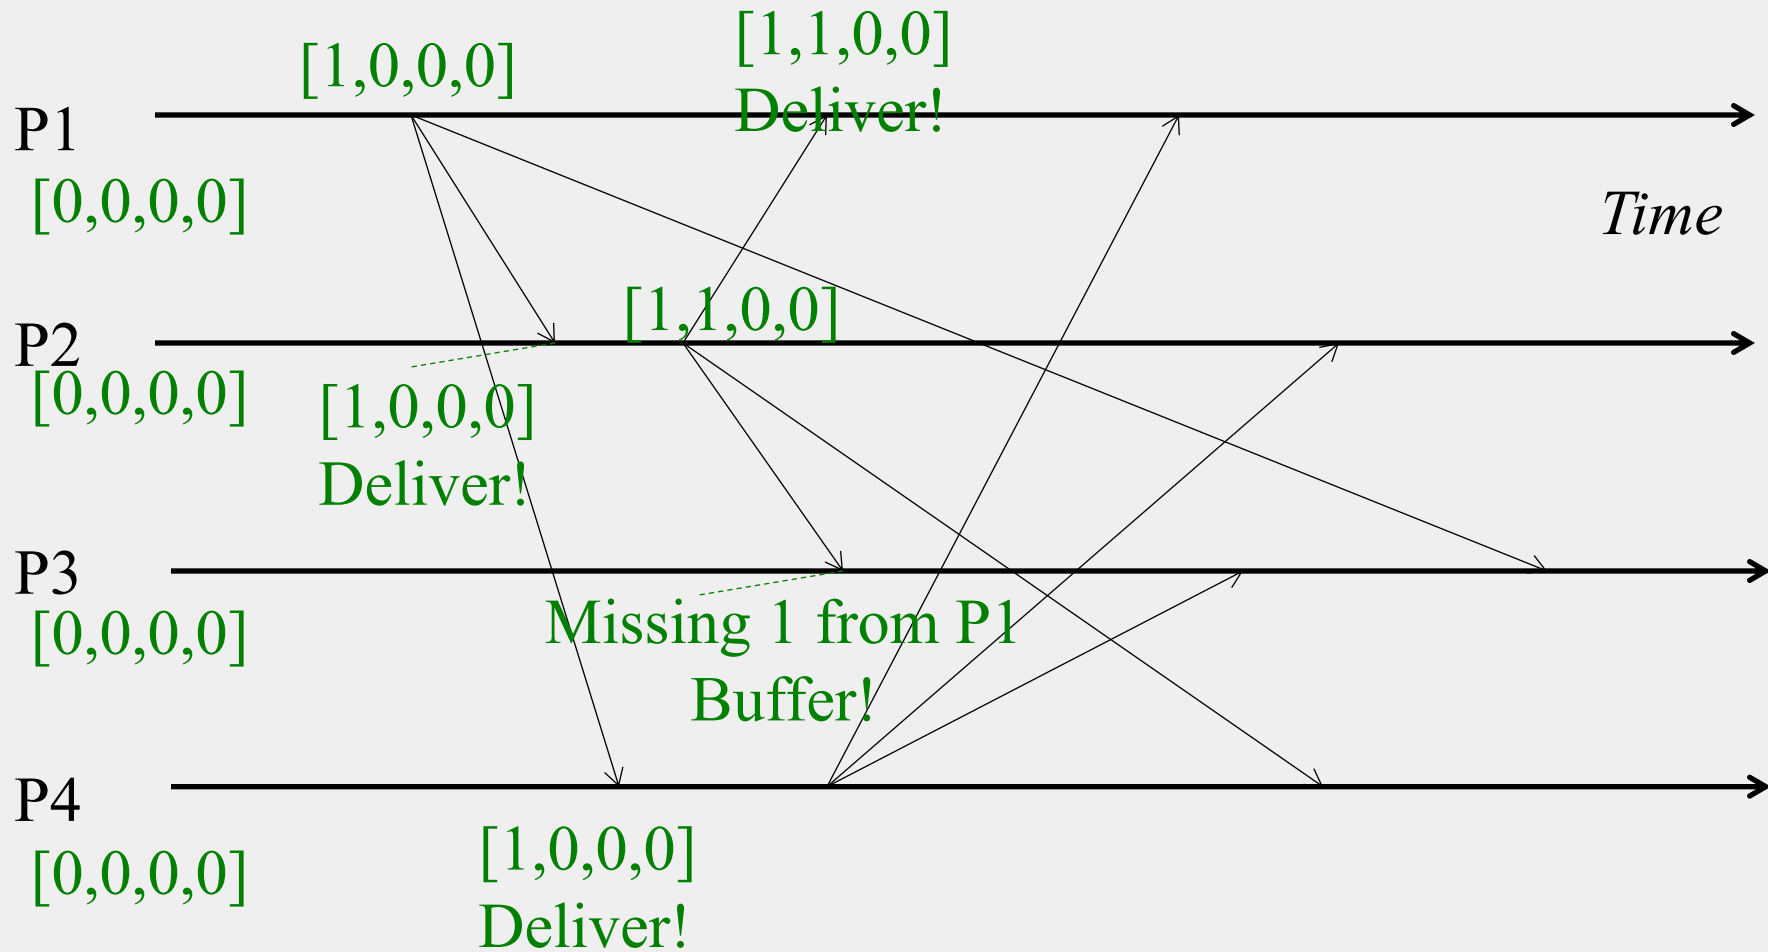 [1,1,0,0]
Deliver!
[1,0,0,0]
P1
[0,0,0,0]
Time
[1,1,0,0]
P2
[0,0,0,0]
[1,0,0,0]
Deliver!
P3
[0,0,0,0]
Missing 1 from P1
Buffer!
P4
[0,0,0,0]
[1,0,0,0]
Deliver!